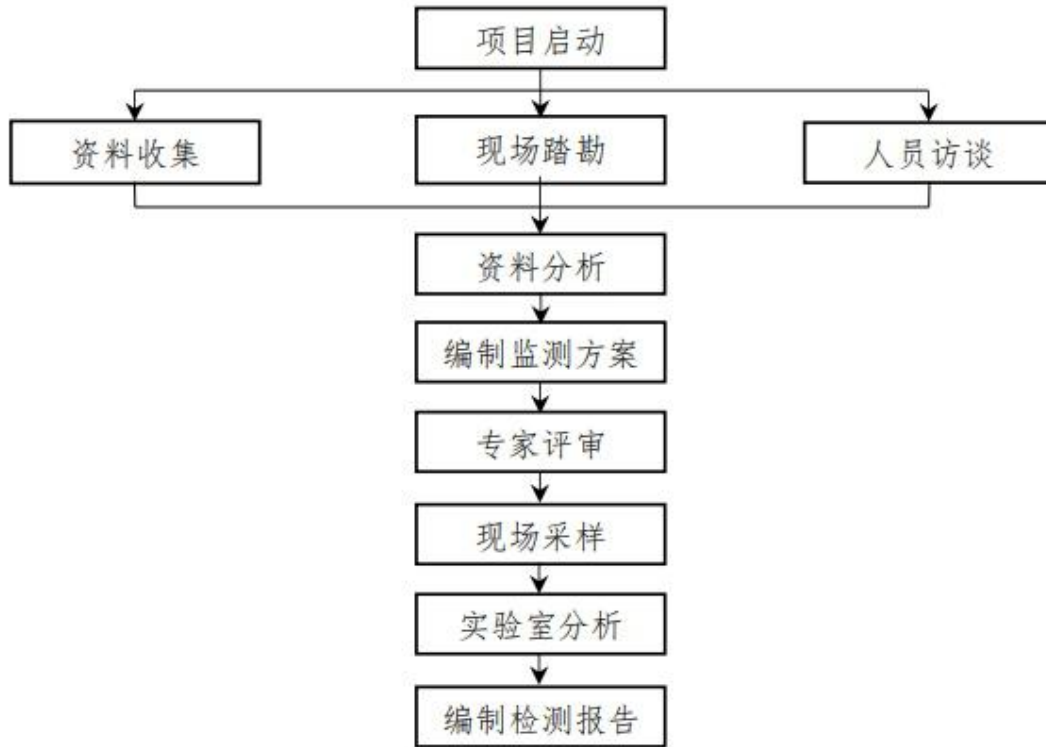 项目启动
资料收集
现场踏勘
人员访谈
资料分析
编制监测方案
专家评审
现场采样
实验室分析
编制检测报告